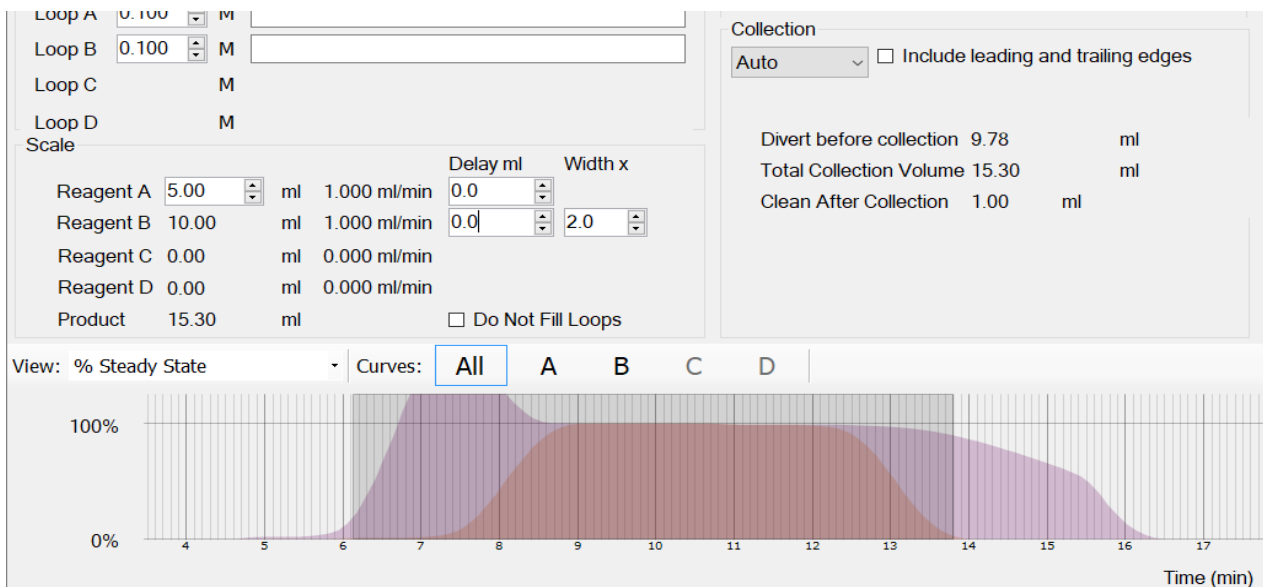 Loop A 0.100 M
Loop B 0.100 M
Loop C M
Loop D M
Scale
Delay ml Width x
Reagent A 5.00 ml 1.000 ml/min 0.0
Reagent B 10.00 ml 1.000 ml/min 0.0 2.0
Reagent C 0.00 ml 0.000 ml/min
Reagent D 0.00 ml 0.000 ml/min
Product 15.30 ml Do Not Fill Loops
Collection
Auto Include leading and trailing edges
Divert before collection 9.78 ml
Total Collection Volume 15.30 ml
Clean After Collection 1.00 ml
View: % Steady State Curves: All A B C D
100%
0%
4 5 6 7 8 9 10 11 12 13 14 15 16 17
Time (min)